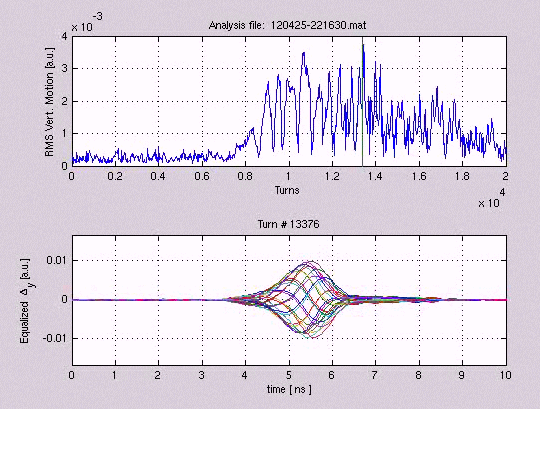 Analysis file: 120425-221630.mat
x 10 -3
RMS Vert. Motion [a.u.]
4
3
2
1
0
0 0.2 0.4 0.6 0.8 1 1.2 1.4 1.6 1.8 2
Turns
x 10 4
Turn # 13376
Equalized Δy [a.u.]
0.01
0
-0.01
0 1 2 3 4 5 6 7 8 9 10
time [ ns ]